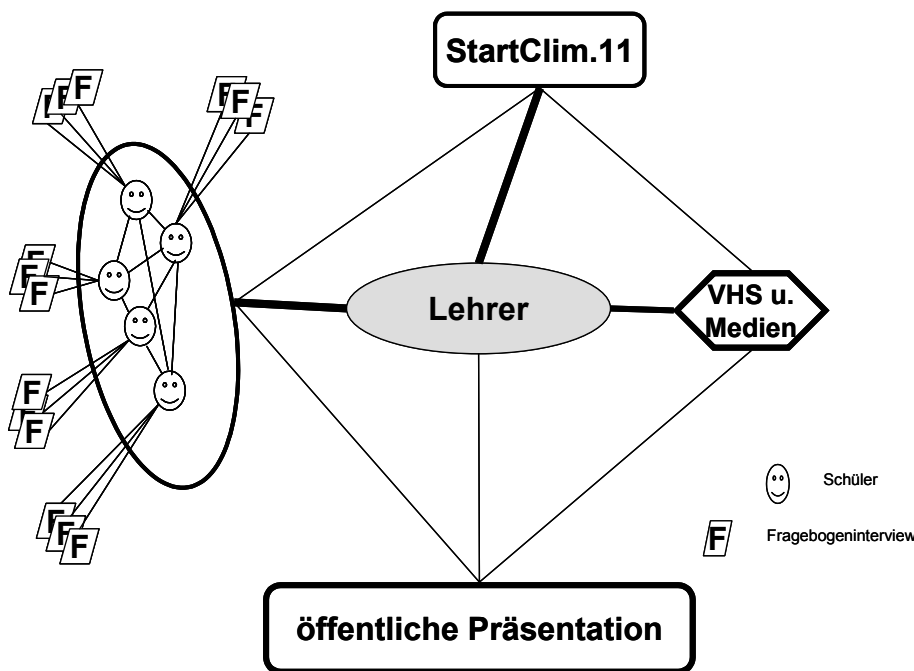 StartClim.11
F F F
F F F
F F F
F F F
F F F
Lehrer
VHS u.
Medien
Schüler
F Fragebogeninterview
öffentliche Präsentation